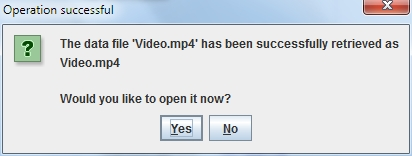 Operation successful
The data file 'Video.mp4' has been successfully retrieved as
Video.mp4
Would you like to open it now?
Yes No